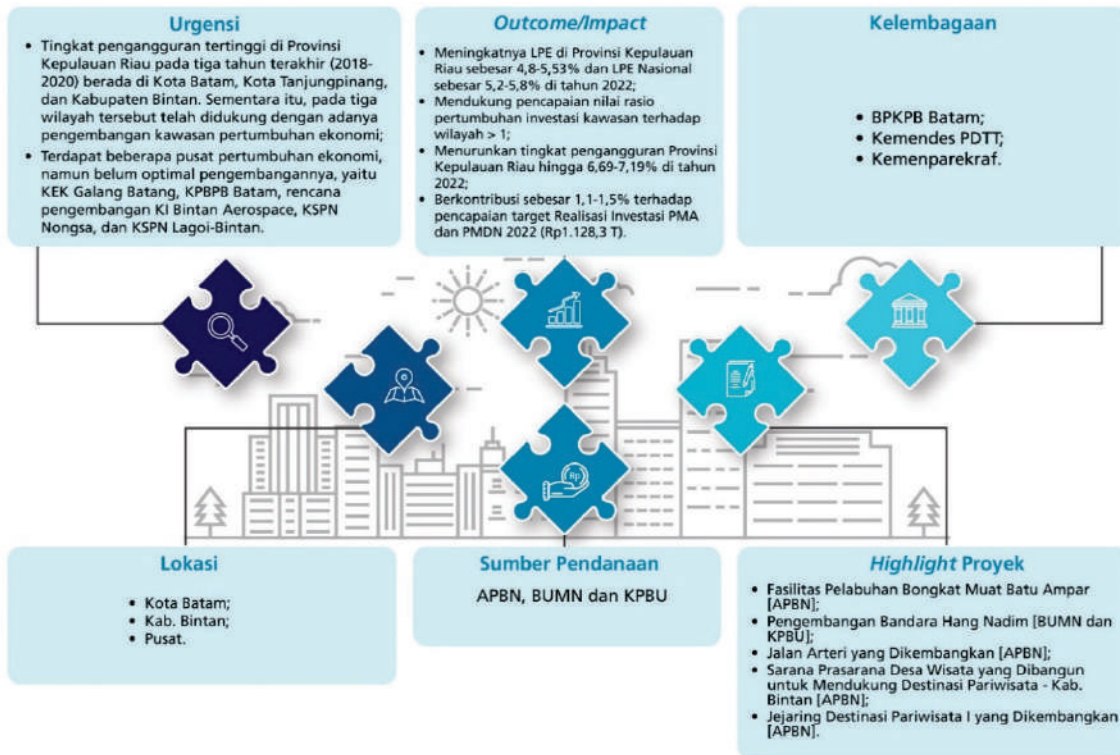 Urgensi
• Tingkat pengangguran tertinggi di Provinsi
Kepulauan Riau pada tiga tahun terakhir (2018-
2020) berada di Kota Batam, Kota Tanjungpinang,
dan Kabupaten Bintan. Sementara itu, pada tiga
wilayah tersebut telah didukung dengan adanya
pengembangan kawasan pertumbuhan ekonomi;
• Terdapat beberapa pusat pertumbuhan ekonomi,
namun belum optimal pengembangannya, yaitu
KEK Galang Batang, KPBPB Batam, rencana
pengembangan KI Bintan Aerospace, KSPN
Nongsa, dan KSPN Lagoi-Bintan.
Outcome/Impact
• Meningkatnya LPE di Provinsi Kepulauan
Riau sebesar 4,8-5,53% dan LPE Nasional
sebesar 5,2-5,8% di tahun 2022;
• Mendukung pencapaian nilai rasio
pertumbuhan investasi kawasan terhadap
wilayah > 1;
• Menurunkan tingkat pengangguran Provinsi
Kepulauan Riau hingga 6,69-7,19% di tahun
2022;
• Berkontribusi sebesar 1,1-1,5% terhadap
pencapaian target Realisasi Investasi PMA
dan PMDN 2022 (Rp1.128,3 T).
Kelembagaan
• BPKPB Batam;
• Kemendes PDTT;
• Kemenparekraf.
Rp
Lokasi
• Kota Batam;
• Kab. Bintan;
• Pusat.
Sumber Pendanaan
APBN, BUMN dan KPBU
Highlight Proyek
• Fasilitas Pelabuhan Bongkat Muat Batu Ampar
[APBN];
• Pengembangan Bandara Hang Nadim [BUMN dan
KPBU];
• Jalan Arteri yang Dikembangkan [APBN];
• Sarana Prasarana Desa Wisata yang Dibangun
untuk Mendukung Destinasi Pariwisata - Kab.
Bintan [APBN];
• Jejaring Destinasi Pariwisata I yang Dikembangkan
[APBN].